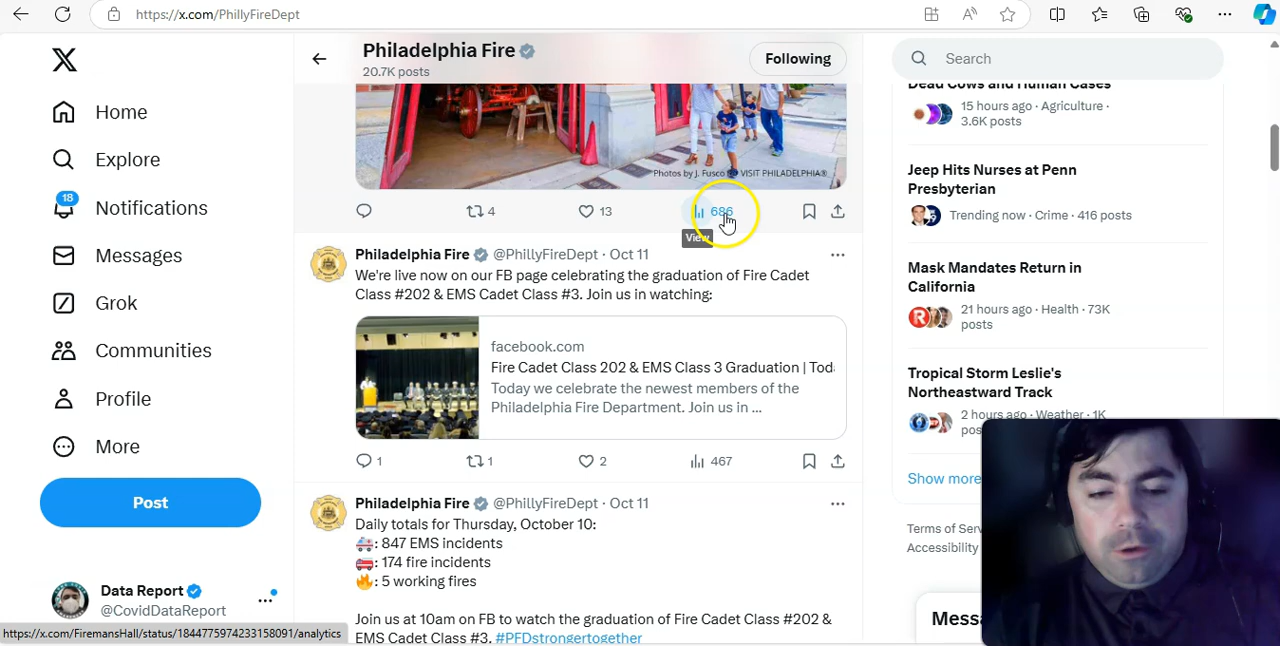 https://x.com/PhillyFireDept
Philadelphia Fire
20.7K posts
Following
Search
Home
Explore
18
Notifications
Messages
Grok
Communities
Profile
More
Post
Data Report
@CovidDataReport
https://x.com/FiremansHall/status/1844775974233158091/analytics
Photos by J. Fusco
VISIT PHILADELPHIA®
4
13
686
View
Philadelphia Fire @PhillyFireDept · Oct 11
We're live now on our FB page celebrating the graduation of Fire Cadet
Class #202 & EMS Cadet Class #3. Join us in watching:
facebook.com
Fire Cadet Class 202 & EMS Class 3 Graduation | Tod
Today we celebrate the newest members of the
Philadelphia Fire Department. Join us in ...
1
1
2
467
Philadelphia Fire @PhillyFireDept · Oct 11
Daily totals for Thursday, October 10:
: 847 EMS incidents
: 174 fire incidents
: 5 working fires
Join us at 10am on FB to watch the graduation of Fire Cadet Class #202 &
EMS Cadet Class #3. #PFDstrongertogether
Dead Cows and Human Cases
15 hours ago · Agriculture ·
3.6K posts
Jeep Hits Nurses at Penn
Presbyterian
Trending now · Crime · 416 posts
Mask Mandates Return in
California
21 hours ago · Health · 73K
posts
Tropical Storm Leslie's
Northeastward Track
2 hours ago · Weather · 1K
pos
Show more
Terms of Serv
Accessibility
Mess